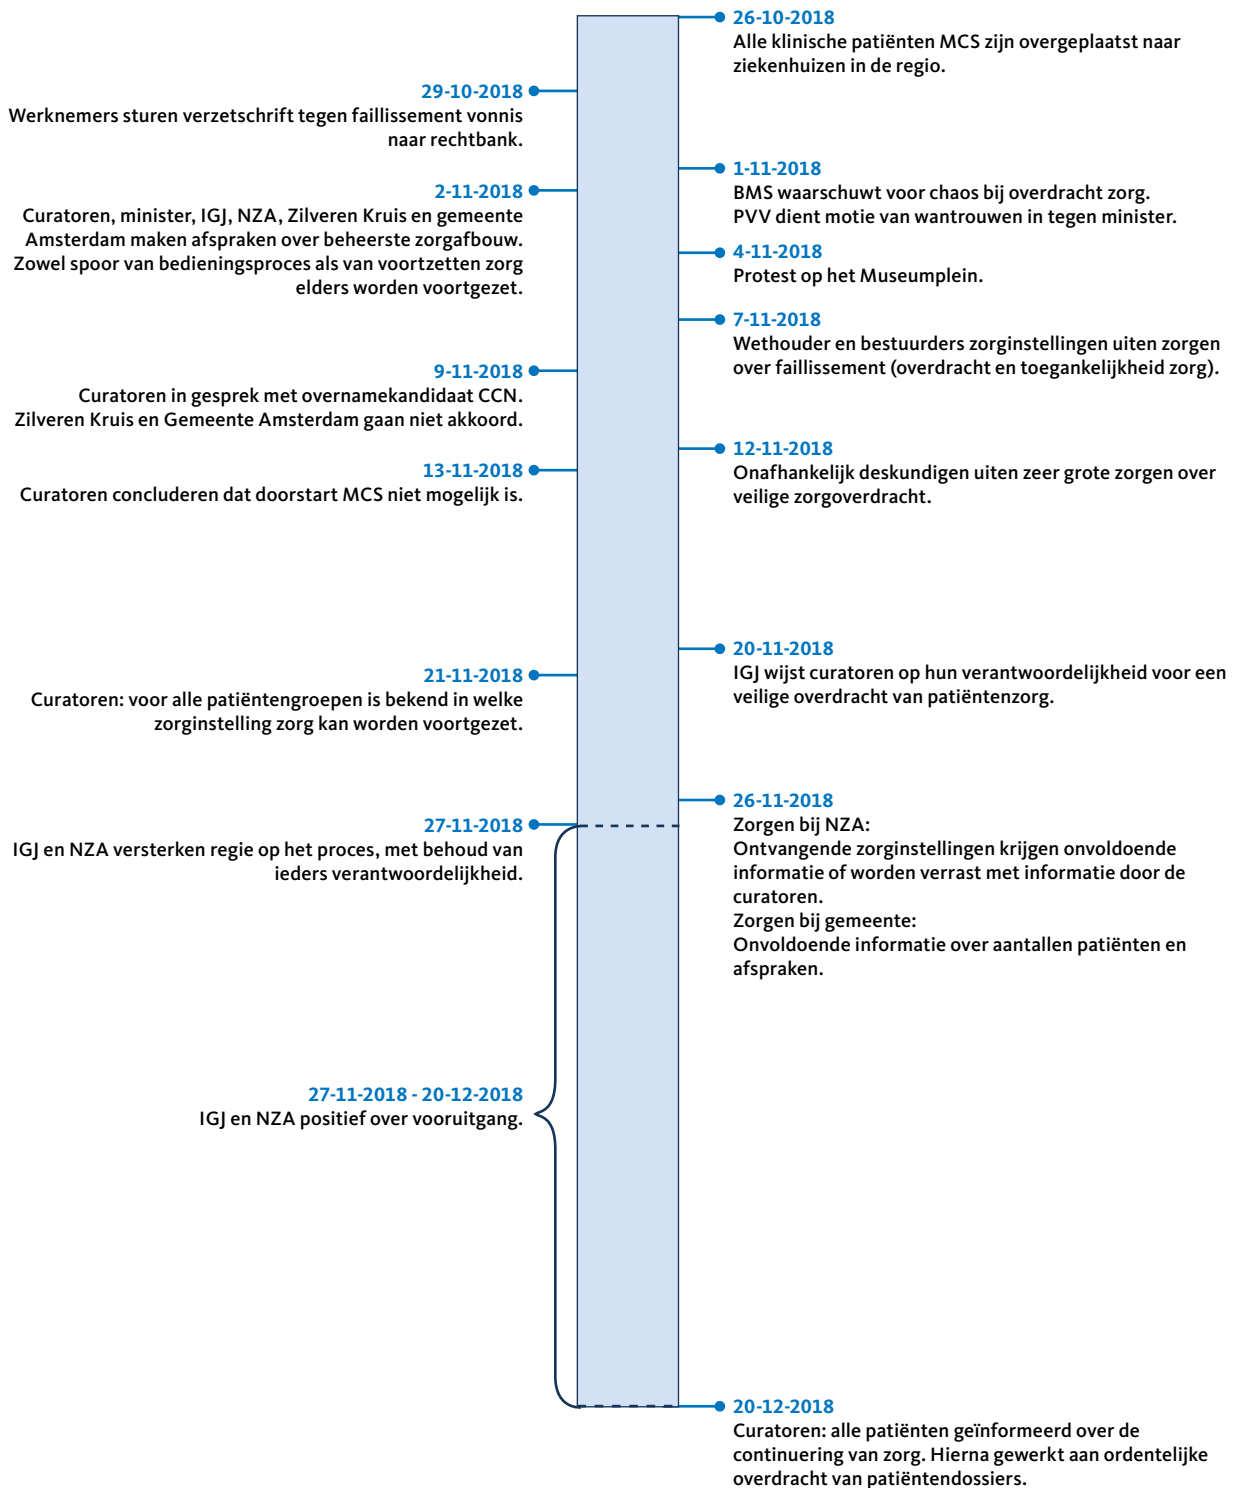 26-10-2018
Alle klinische patiënten MCS zijn overgeplaatst naar
ziekenhuizen in de regio.
29-10-2018
Werknemers sturen verzetschrift tegen faillissement vonnis
naar rechtbank.
1-11-2018
BMS waarschuwt voor chaos bij overdracht zorg.
PVV dient motie van wantrouwen in tegen minister.
2-11-2018
Curatoren, minister, IGJ, NZA, Zilveren Kruis en gemeente
Amsterdam maken afspraken over beheerste zorgafbouw.
Zowel spoor van bedieningsproces als van voortzetten zorg
elders worden voortgezet.
4-11-2018
Protest op het Museumplein.
7-11-2018
Wethouder en bestuurders zorginstellingen uiten zorgen
over faillissement (overdracht en toegankelijkheid zorg).
9-11-2018
Curatoren in gesprek met overnamekandidaat CCN.
Zilveren Kruis en Gemeente Amsterdam gaan niet akkoord.
12-11-2018
Onafhankelijk deskundigen uiten zeer grote zorgen over
veilige zorgoverdracht.
13-11-2018
Curatoren concluderen dat doorstart MCS niet mogelijk is.
20-11-2018
IGJ wijst curatoren op hun verantwoordelijkheid voor een
veilige overdracht van patiëntenzorg.
21-11-2018
Curatoren: voor alle patiëntengroepen is bekend in welke
zorginstelling zorg kan worden voortgezet.
26-11-2018
Zorgen bij NZA:
Ontvangende zorginstellingen krijgen onvoldoende
informatie of worden verrast met informatie door de
curatoren.
Zorgen bij gemeente:
Onvoldoende informatie over aantallen patiënten en
afspraken.
27-11-2018
IGJ en NZA versterken regie op het proces, met behoud van
ieders verantwoordelijkheid.
27-11-2018 - 20-12-2018
IGJ en NZA positief over vooruitgang.
20-12-2018
Curatoren: alle patiënten geïnformeerd over de
continuering van zorg. Hierna gewerkt aan ordentelijke
overdracht van patiëntendossiers.